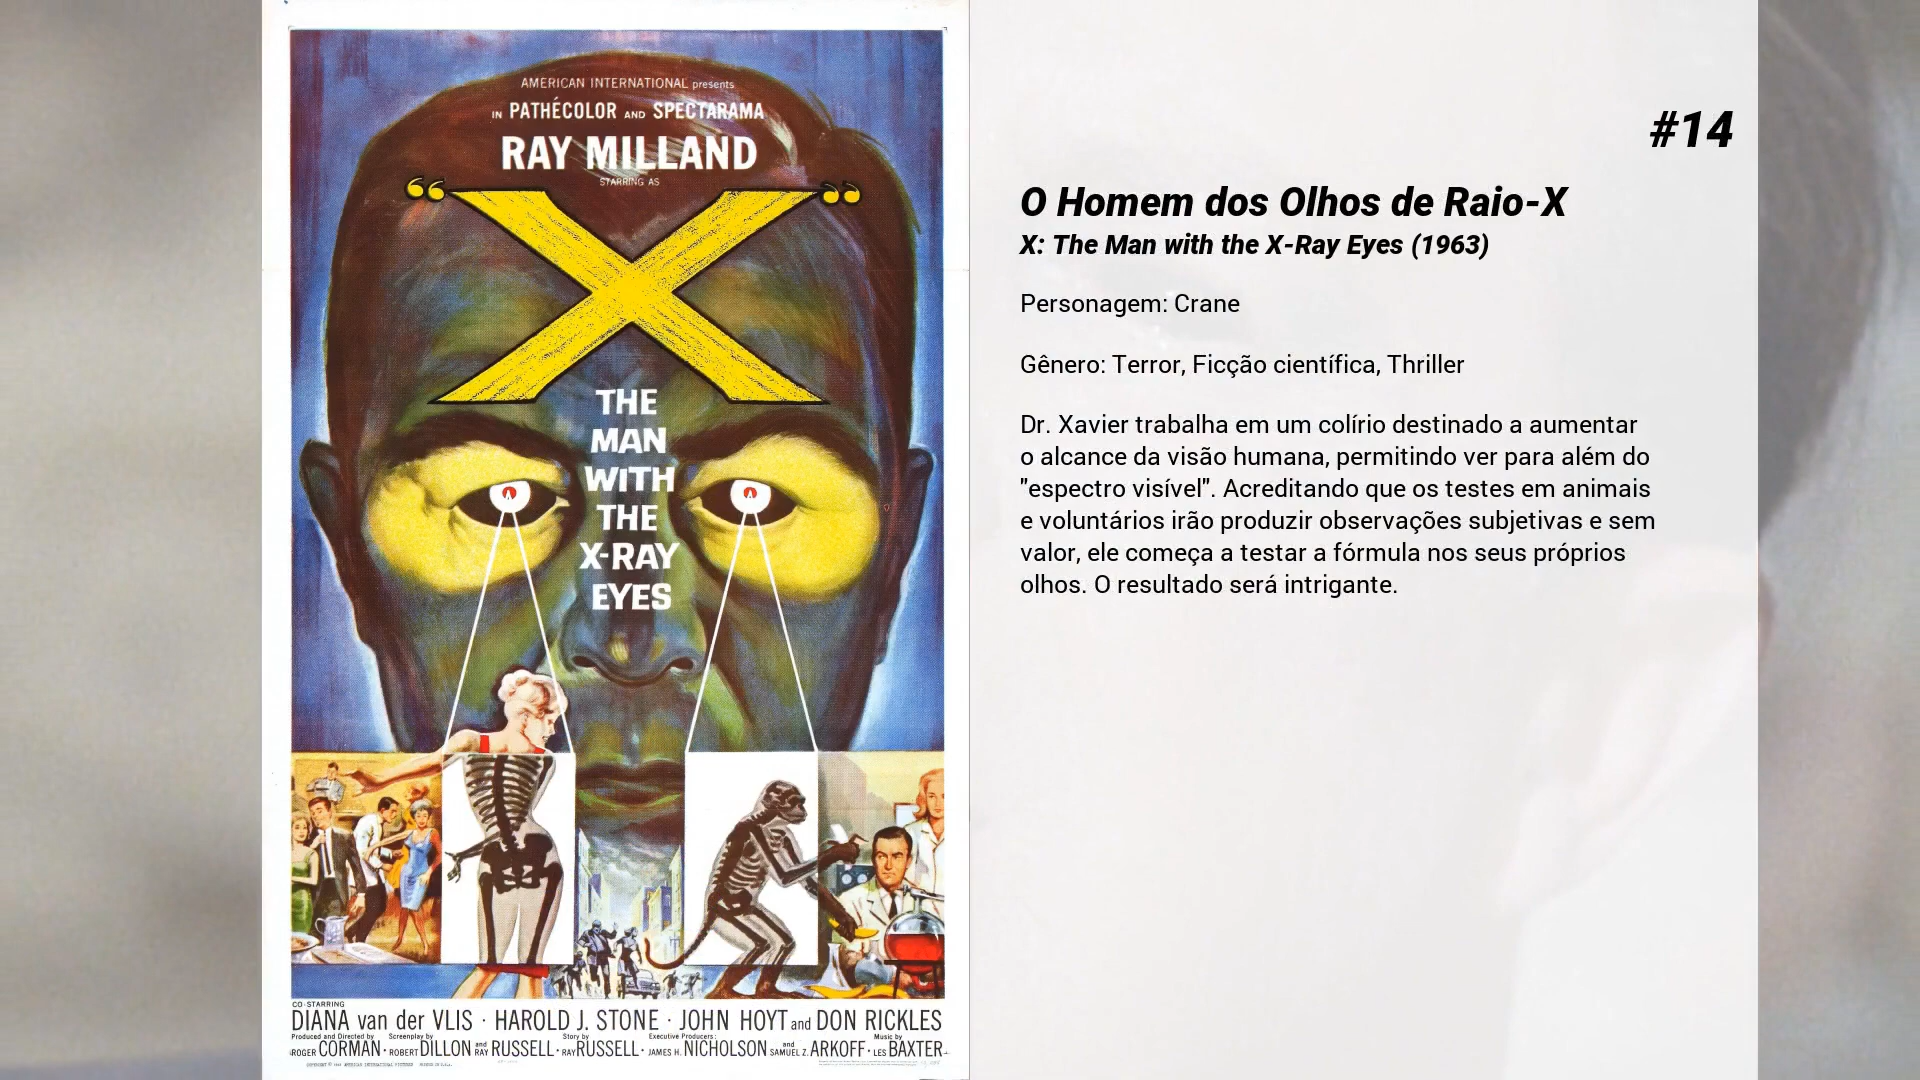 AMERICAN INTERNATIONAL presents
IN PATHÉCOLOR AND SPECTARAMA
RAY MILLAND
STARRING AS
“X”
THE
MAN
WITH
THE
X-RAY
EYES
CO-STARRING
DIANA van der VLIS · HAROLD J. STONE · JOHN HOYT and DON RICKLES
Produced and Directed by ROGER CORMAN · Screenplay by ROBERT DILLON and RAY RUSSELL · Story by RAY RUSSELL · Executive Producers: JAMES H. NICHOLSON and SAMUEL Z. ARKOFF · Music by LES BAXTER
#14
O Homem dos Olhos de Raio-X
X: The Man with the X-Ray Eyes (1963)
Personagem: Crane
Gênero: Terror, Ficção científica, Thriller
Dr. Xavier trabalha em um colírio destinado a aumentar
o alcance da visão humana, permitindo ver para além do
"espectro visível". Acreditando que os testes em animais
e voluntários irão produzir observações subjetivas e sem
valor, ele começa a testar a fórmula nos seus próprios
olhos. O resultado será intrigante.